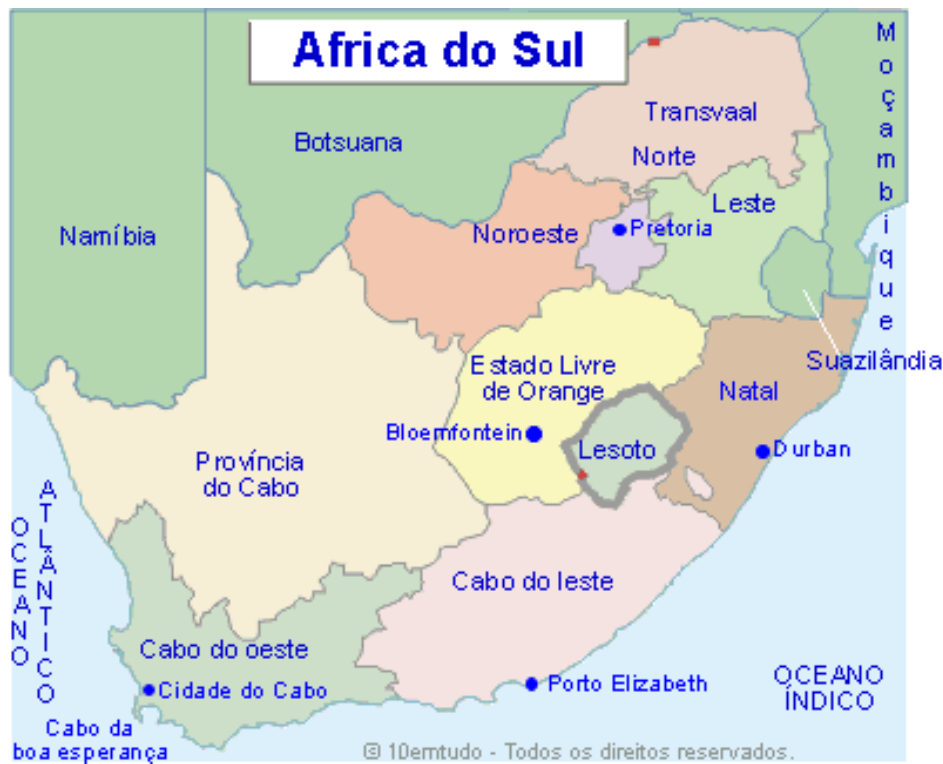 Africa do Sul
Moçambique
Transvaal
Norte
Botsuana
Leste
Namíbia
Noroeste
Pretoria
Suazilândia
Estado Livre
de Orange
Natal
Bloemfontein
Lesoto
Durban
Província
do Cabo
OCEANO
ATLÂNTICO
Cabo do leste
Cabo do oeste
Cidade do Cabo
Porto Elizabeth
OCEANO
ÍNDICO
Cabo da
boa esperança
© 10emtudo - Todos os direitos reservados.